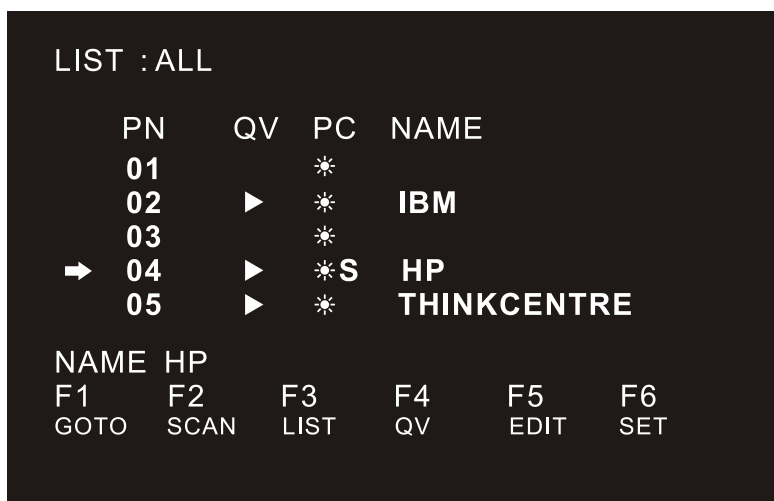 LIST : ALL
PN QV PC NAME
01 ☀
02 ▶ ☀ IBM
03 ☀
➡ 04 ▶ ☀S HP
05 ▶ ☀ THINKCENTRE
NAME HP
F1 F2 F3 F4 F5 F6
GOTO SCAN LIST QV EDIT SET